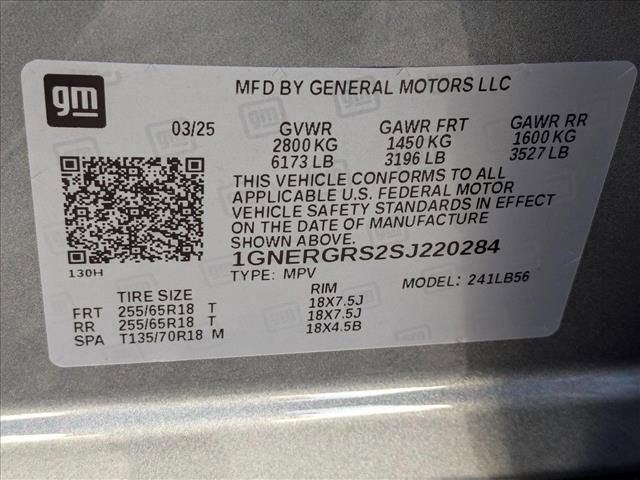 gm
MFD BY GENERAL MOTORS LLC
03/25 GVWR GAWR FRT GAWR RR
2800 KG 1450 KG 1600 KG
6173 LB 3196 LB 3527 LB
THIS VEHICLE CONFORMS TO ALL
APPLICABLE U.S. FEDERAL MOTOR
VEHICLE SAFETY STANDARDS IN EFFECT
ON THE DATE OF MANUFACTURE
SHOWN ABOVE.
130H
1GNERGRS2SJ220284
TYPE: MPV MODEL: 241LB56
TIRE SIZE RIM
FRT 255/65R18 T 18X7.5J
RR 255/65R18 T 18X7.5J
SPA T135/70R18 M 18X4.5B